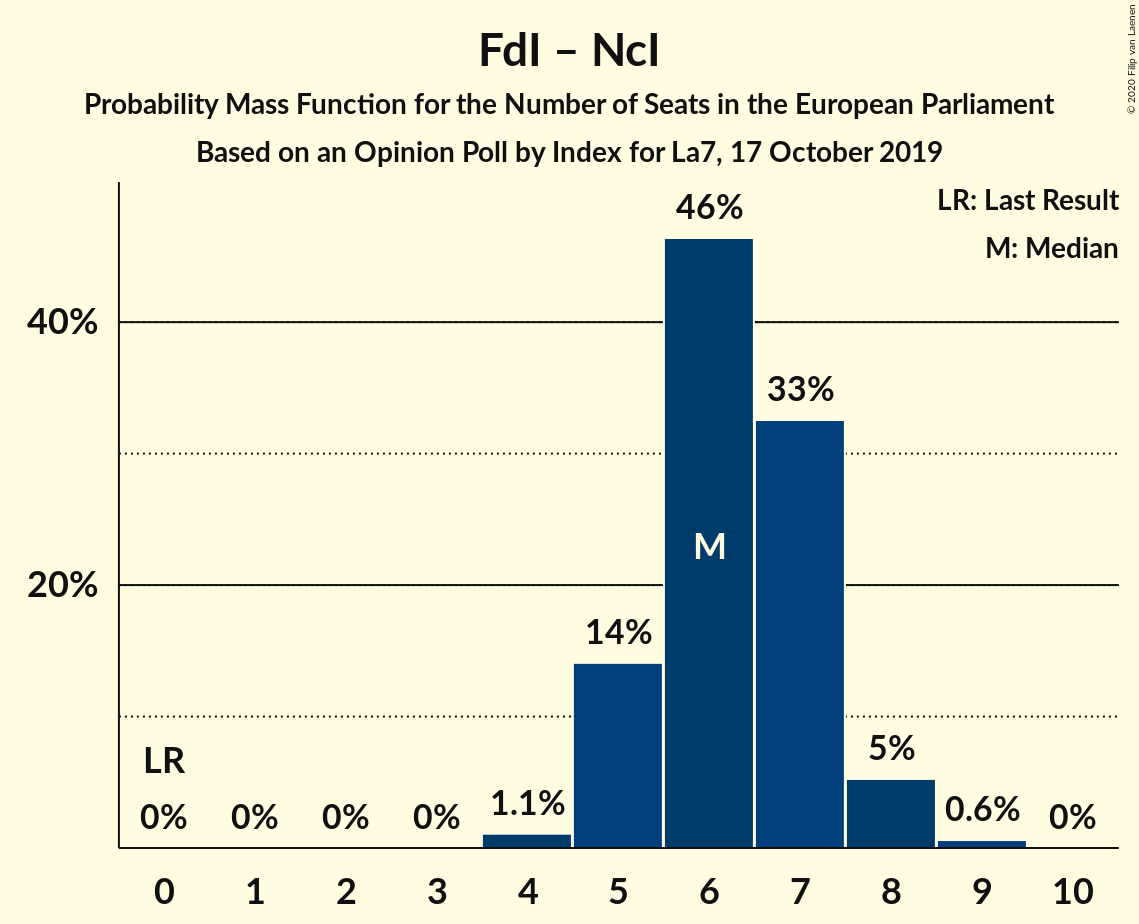 FdI – NcI
Probability Mass Function for the Number of Seats in the European Parliament
Based on an Opinion Poll by Index for La7, 17 October 2019
© 2020 Filip van Laenen
LR: Last Result
M: Median
46%
40%
33%
M
20%
14%
LR
5%
0% 0% 0% 0% 1.1% 0.6% 0%
0 1 2 3 4 5 6 7 8 9 10